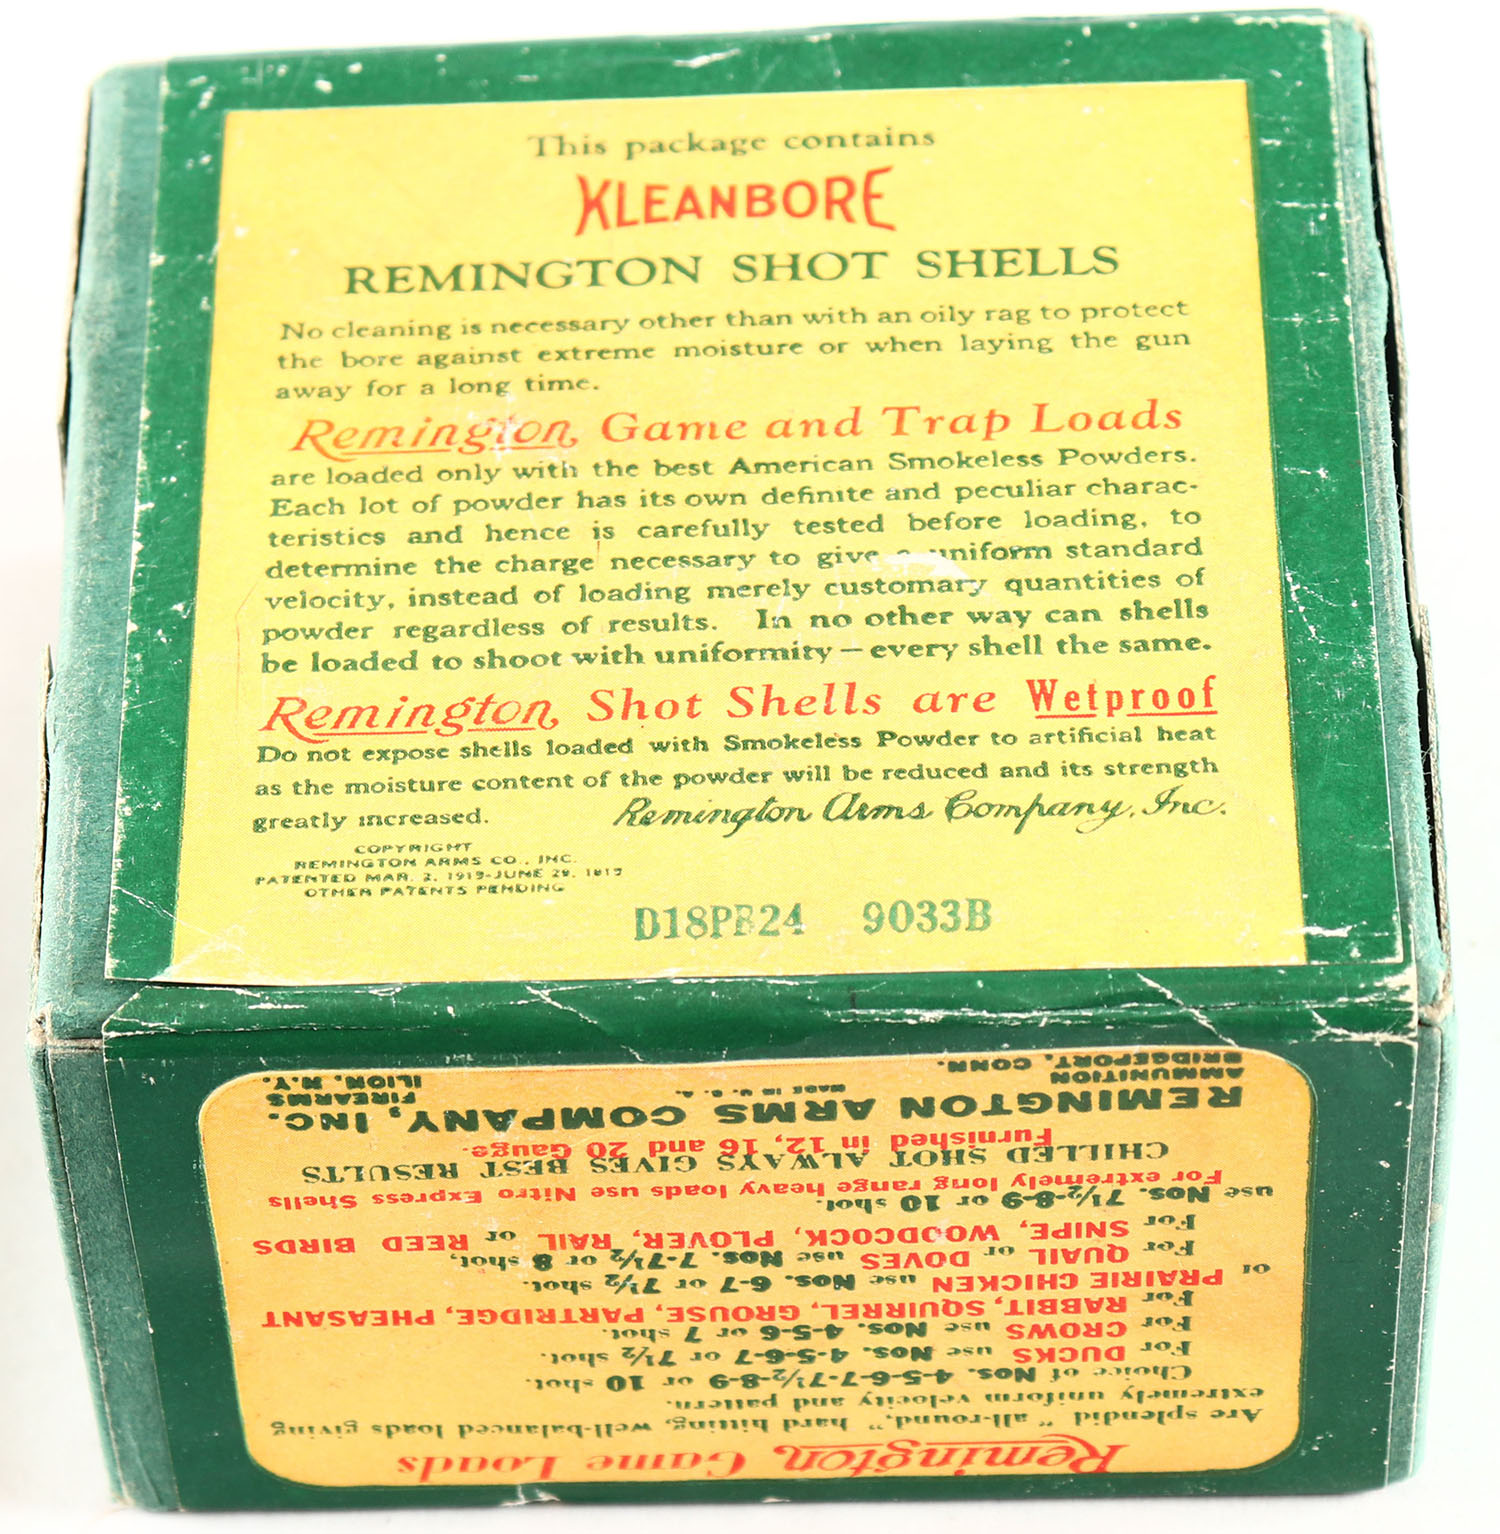 This package contains
KLEANBORE
REMINGTON SHOT SHELLS
No cleaning is necessary other than with an oily rag to protect
the bore against extreme moisture or when laying the gun
away for a long time.
Remington, Game and Trap Loads
are loaded only with the best American Smokeless Powders.
Each lot of powder has its own definite and peculiar charac-
teristics and hence is carefully tested before loading, to
determine the charge necessary to give a uniform standard
velocity, instead of loading merely customary quantities of
powder regardless of results. In no other way can shells
be loaded to shoot with uniformity — every shell the same.
Remington, Shot Shells are Wetproof
Do not expose shells loaded with Smokeless Powder to artificial heat
as the moisture content of the powder will be reduced and its strength
greatly increased.
Remington Arms Company, Inc.
COPYRIGHT
REMINGTON ARMS CO., INC.
PATENTED MAR. 2, 1915-JUNE
OTHER PATENTS PENDING
D18PB24 9033B
Remington, Game Loads
Are splendid "all-round," hard hitting, well-balanced loads giving
extremely uniform velocity and pattern.
Choice of Nos. 4-5-6-7-7½-8-9 or 10 shot.
For DUCKS use Nos. 4-5-6-7 or 7½ shot.
For CROWS use Nos. 4-5-6 or 7 shot.
For RABBIT, SQUIRREL, GROUSE, PARTRIDGE, PHEASANT
or PRAIRIE CHICKEN use Nos. 6-7 or 7½ shot.
For QUAIL or DOVES use Nos. 7-7½ or 8 shot,
For SNIPE, WOODCOCK, PLOVER, RAIL or REED BIRDS
use Nos. 7½-8-9 or 10 shot.
For extremely long range heavy loads use Nitro Express Shells
CHILLED SHOT ALWAYS GIVES BEST RESULTS
Furnished in 12, 16 and 20 Gauge.
REMINGTON ARMS COMPANY, INC.
AMMUNITION
BRIDGEPORT, CONN.
MADE IN U. S. A.
FIREARMS
ILION, N.Y.